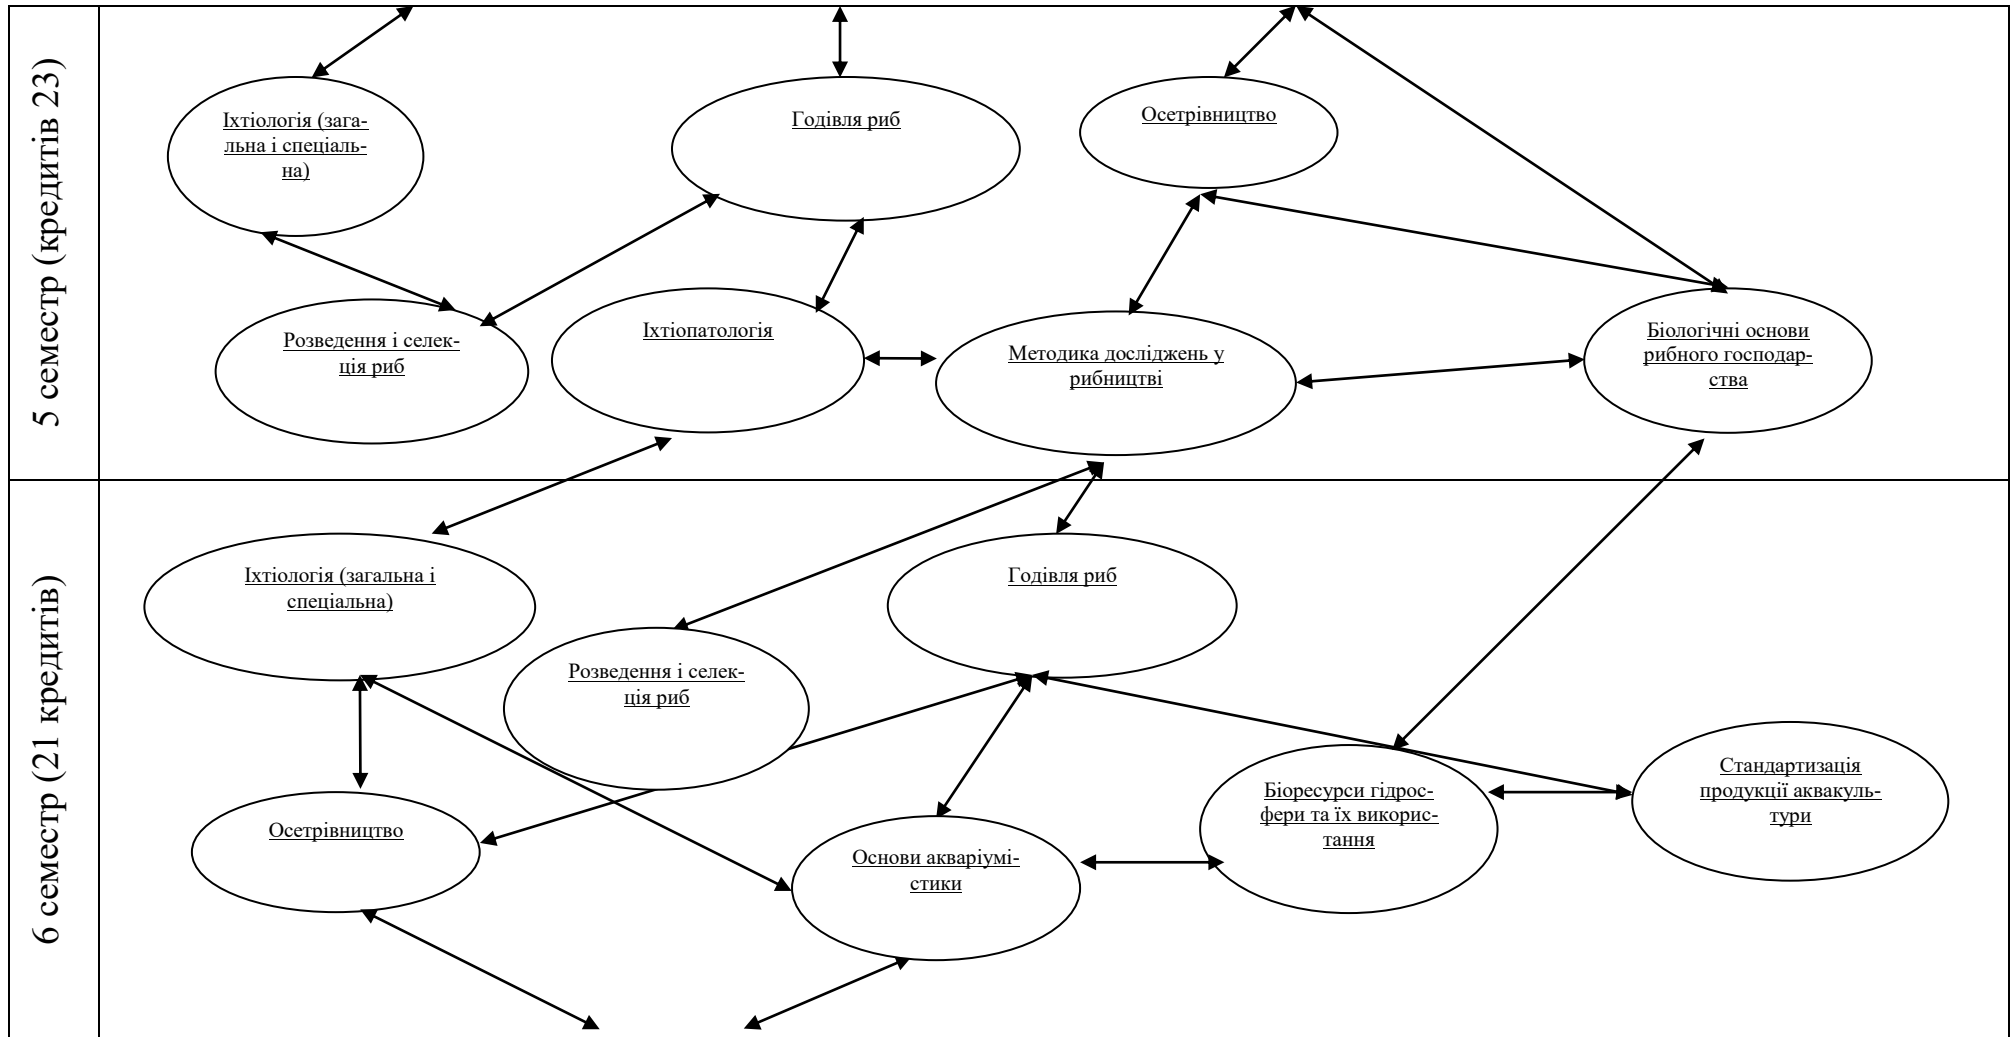 5 семестр (кредитів 23)
Іхтіологія (зага-
льна і спеціаль-
на)
Годівля риб
Осетрівництво
Розведення і селек-
ція риб
Іхтіопатологія
Методика досліджень у
рибництві
Біологічні основи
рибного господар-
ства
6 семестр (21 кредитів)
Іхтіологія (загальна і
спеціальна)
Годівля риб
Розведення і селек-
ція риб
Осетрівництво
Основи акваріумі-
стики
Біоресурси гідрос-
фери та їх викорис-
тання
Стандартизація
продукції аквакуль-
тури